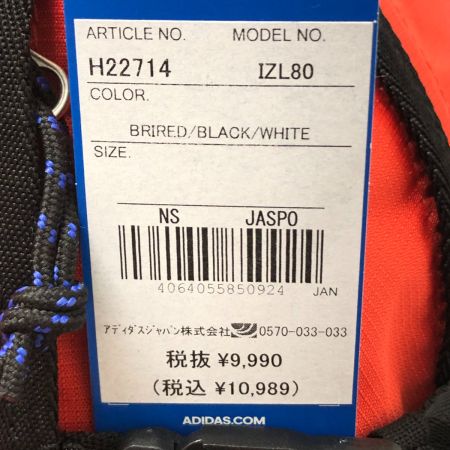 ARTICLE NO. MODEL NO.
H22714 IZL80
COLOR.
BRIRED/BLACK/WHITE
SIZE.
NS JASPO
4064055850924 JAN
アディダスジャパン株式会社 0570-033-033
税抜 ¥9,990
(税込 ¥10,989)
ADIDAS.COM